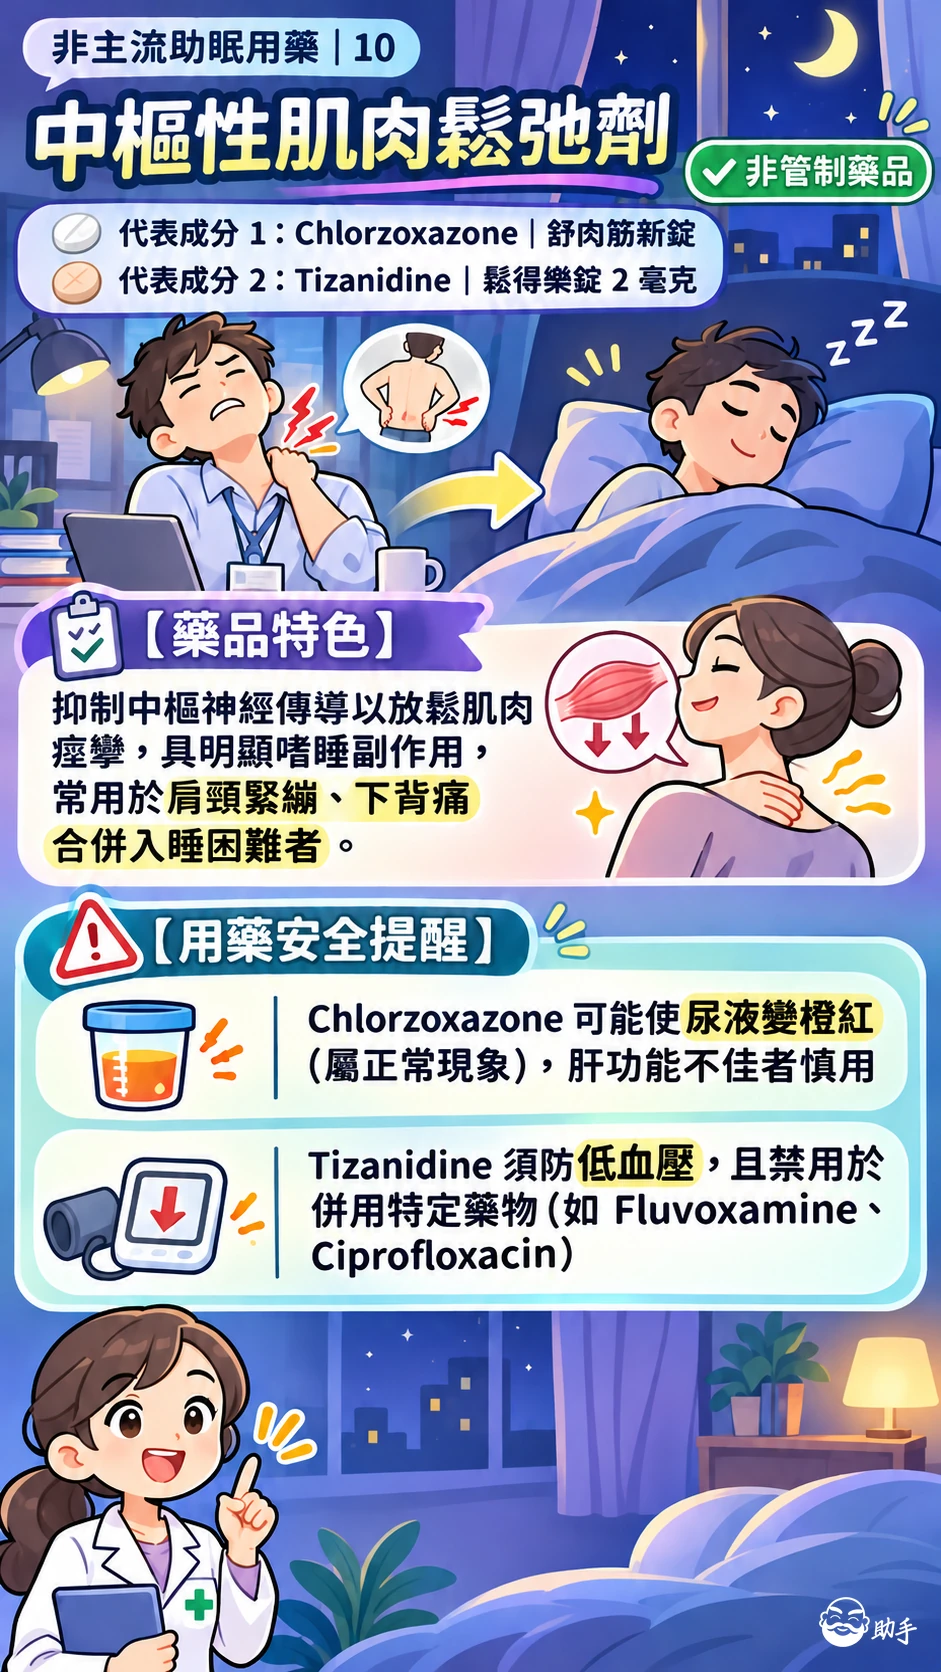 非主流助眠用藥｜10
中樞性肌肉鬆弛劑
非管制藥品
代表成分 1：Chlorzoxazone｜舒肉筋新錠
代表成分 2：Tizanidine｜鬆得樂錠 2 毫克
z z z
【藥品特色】
抑制中樞神經傳導以放鬆肌肉
痙攣，具明顯嗜睡副作用，
常用於肩頸緊繃、下背痛
合併入睡困難者。
【用藥安全提醒】
Chlorzoxazone 可能使尿液變橙紅
（屬正常現象），肝功能不佳者慎用
Tizanidine 須防低血壓，且禁用於
併用特定藥物（如 Fluvoxamine、
Ciprofloxacin）
助手